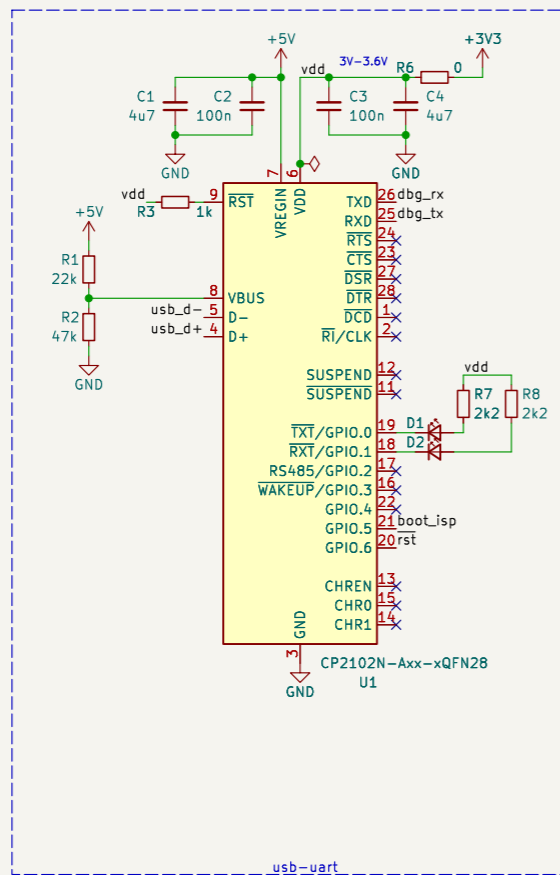 +5V
+3V3
3V-3.6V
vdd
R6
0
C1
4u7
C2
100n
C3
100n
C4
4u7
GND
GND
7
6
VREGIN
VDD
vdd
R3
1k
9
RST
+5V
R1
22k
R2
47k
GND
8
VBUS
usb_d-
5
D-
usb_d+
4
D+
TXD
26
dbg_rx
RXD
25
dbg_tx
RTS
24
CTS
23
DSR
27
DTR
28
DCD
1
RI/CLK
2
SUSPEND
12
SUSPEND
11
TXT/GPIO.0
19
RXT/GPIO.1
18
RS485/GPIO.2
17
WAKEUP/GPIO.3
16
GPIO.4
22
GPIO.5
21
boot_isp
GPIO.6
20
rst
D1
D2
vdd
R7
2k2
R8
2k2
CHREN
13
CHR0
15
CHR1
14
GND
3
GND
CP2102N-Axx-xQFN28
U1
usb-uart